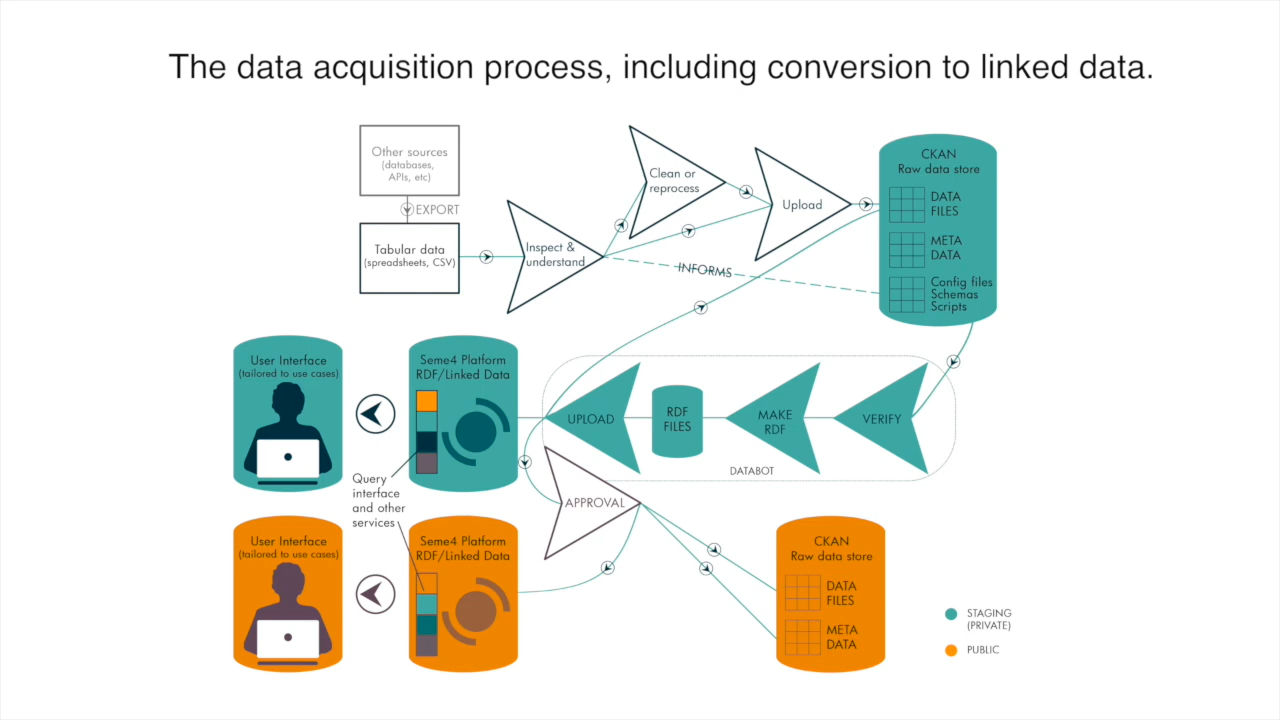 The data acquisition process, including conversion to linked data.
Other sources
(databases,
APIs, etc)
EXPORT
Tabular data
(spreadsheets, CSV)
Inspect &
understand
Clean or
reprocess
Upload
INFORMS
CKAN
Raw data store
DATA
FILES
META
DATA
Config files
Schemas
Scripts
User Interface
(tailored to use cases)
Seme4 Platform
RDF/Linked Data
UPLOAD
RDF
FILES
MAKE
RDF
VERIFY
DATABOT
Query
interface
and other
services
APPROVAL
User Interface
(tailored to use cases)
Seme4 Platform
RDF/Linked Data
CKAN
Raw data store
DATA
FILES
META
DATA
STAGING
(PRIVATE)
PUBLIC